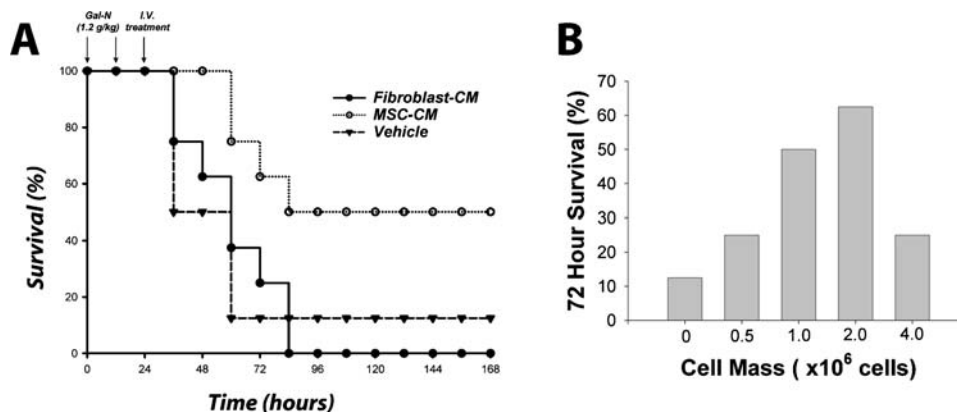 A
Gal-N
(1.2 g/kg)
I.V.
treatment
Survival (%)
100
80
60
40
20
0
Fibroblast-CM
MSC-CM
Vehicle
0 24 48 72 96 120 144 168
Time (hours)
B
72 Hour Survival (%)
70
60
50
40
30
20
10
0
0 0.5 1.0 2.0 4.0
Cell Mass ( x10⁶ cells)